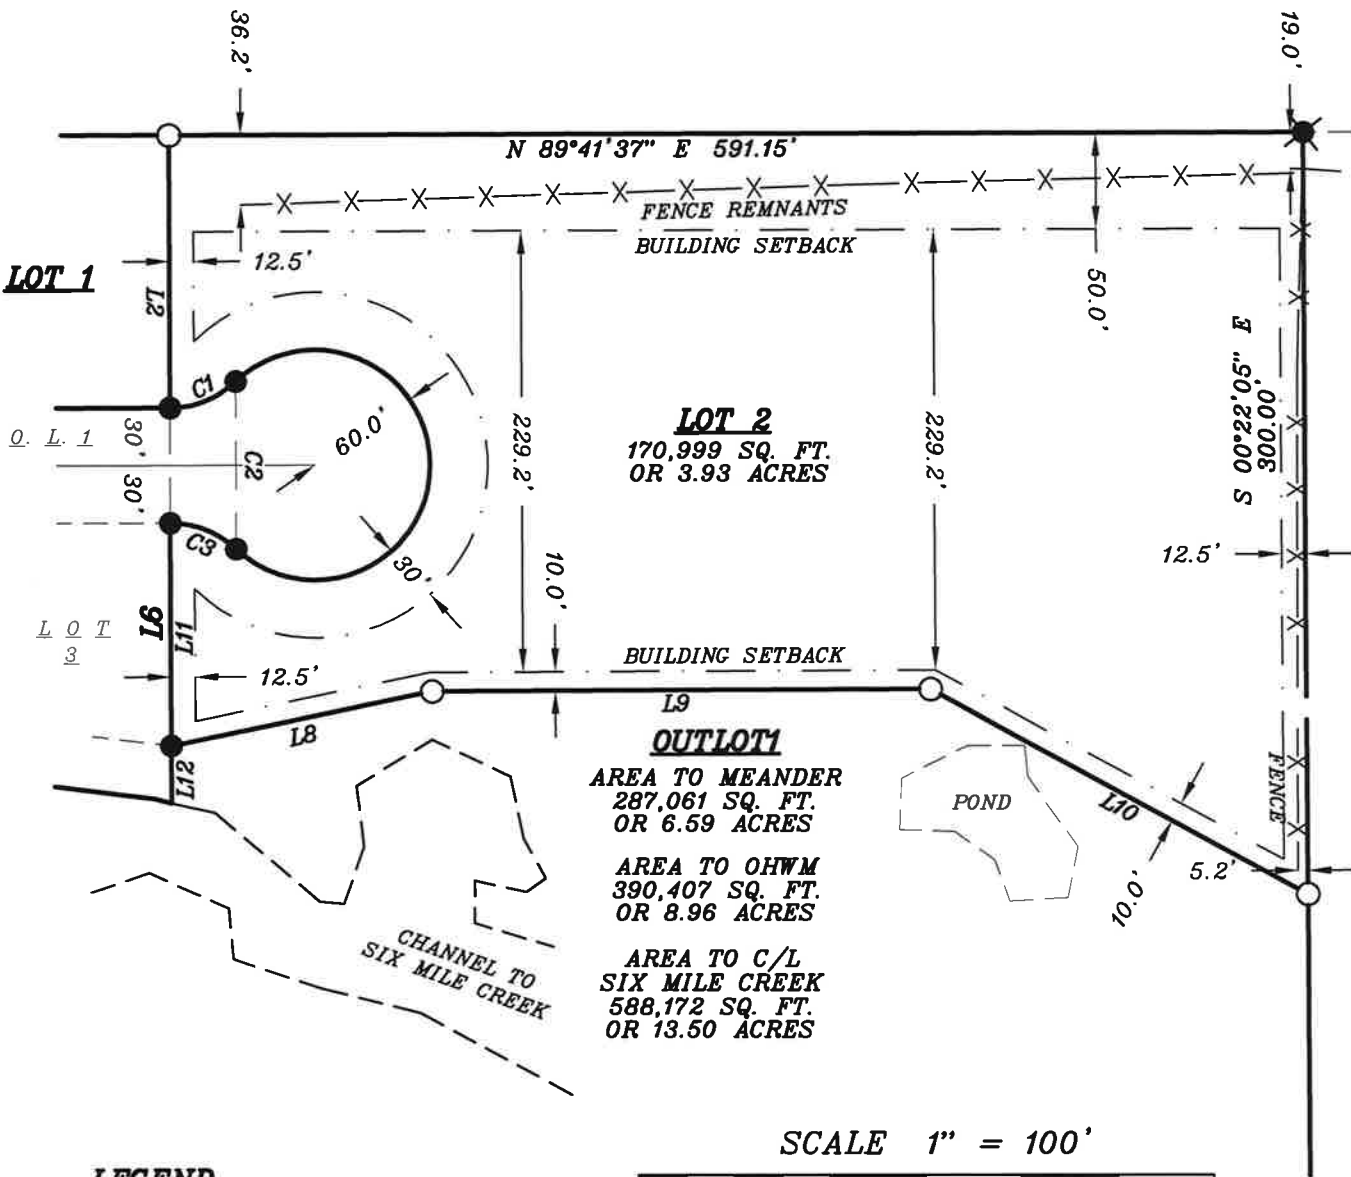 36.2'
19.0'
N 89°41'37" E 591.15'
FENCE REMNANTS
BUILDING SETBACK
12.5'
LOT 1
L2
50.0'
S 00°22'05" E
300.00'
C1
60.0'
O. L. 1
30'
30'
C2
229.2'
LOT 2
170,999 SQ. FT.
OR 3.93 ACRES
229.2'
C3
30'
10.0'
12.5'
LOT
3
L6
L11
12.5'
BUILDING SETBACK
L8
L9
L12
OUTLOT1
AREA TO MEANDER
287,061 SQ. FT.
OR 6.59 ACRES
POND
L10
FENCE
5.2'
10.0'
AREA TO OHWM
390,407 SQ. FT.
OR 8.96 ACRES
CHANNEL TO
SIX MILE CREEK
AREA TO C/L
SIX MILE CREEK
588,172 SQ. FT.
OR 13.50 ACRES
SCALE 1" = 100'
LEGEND